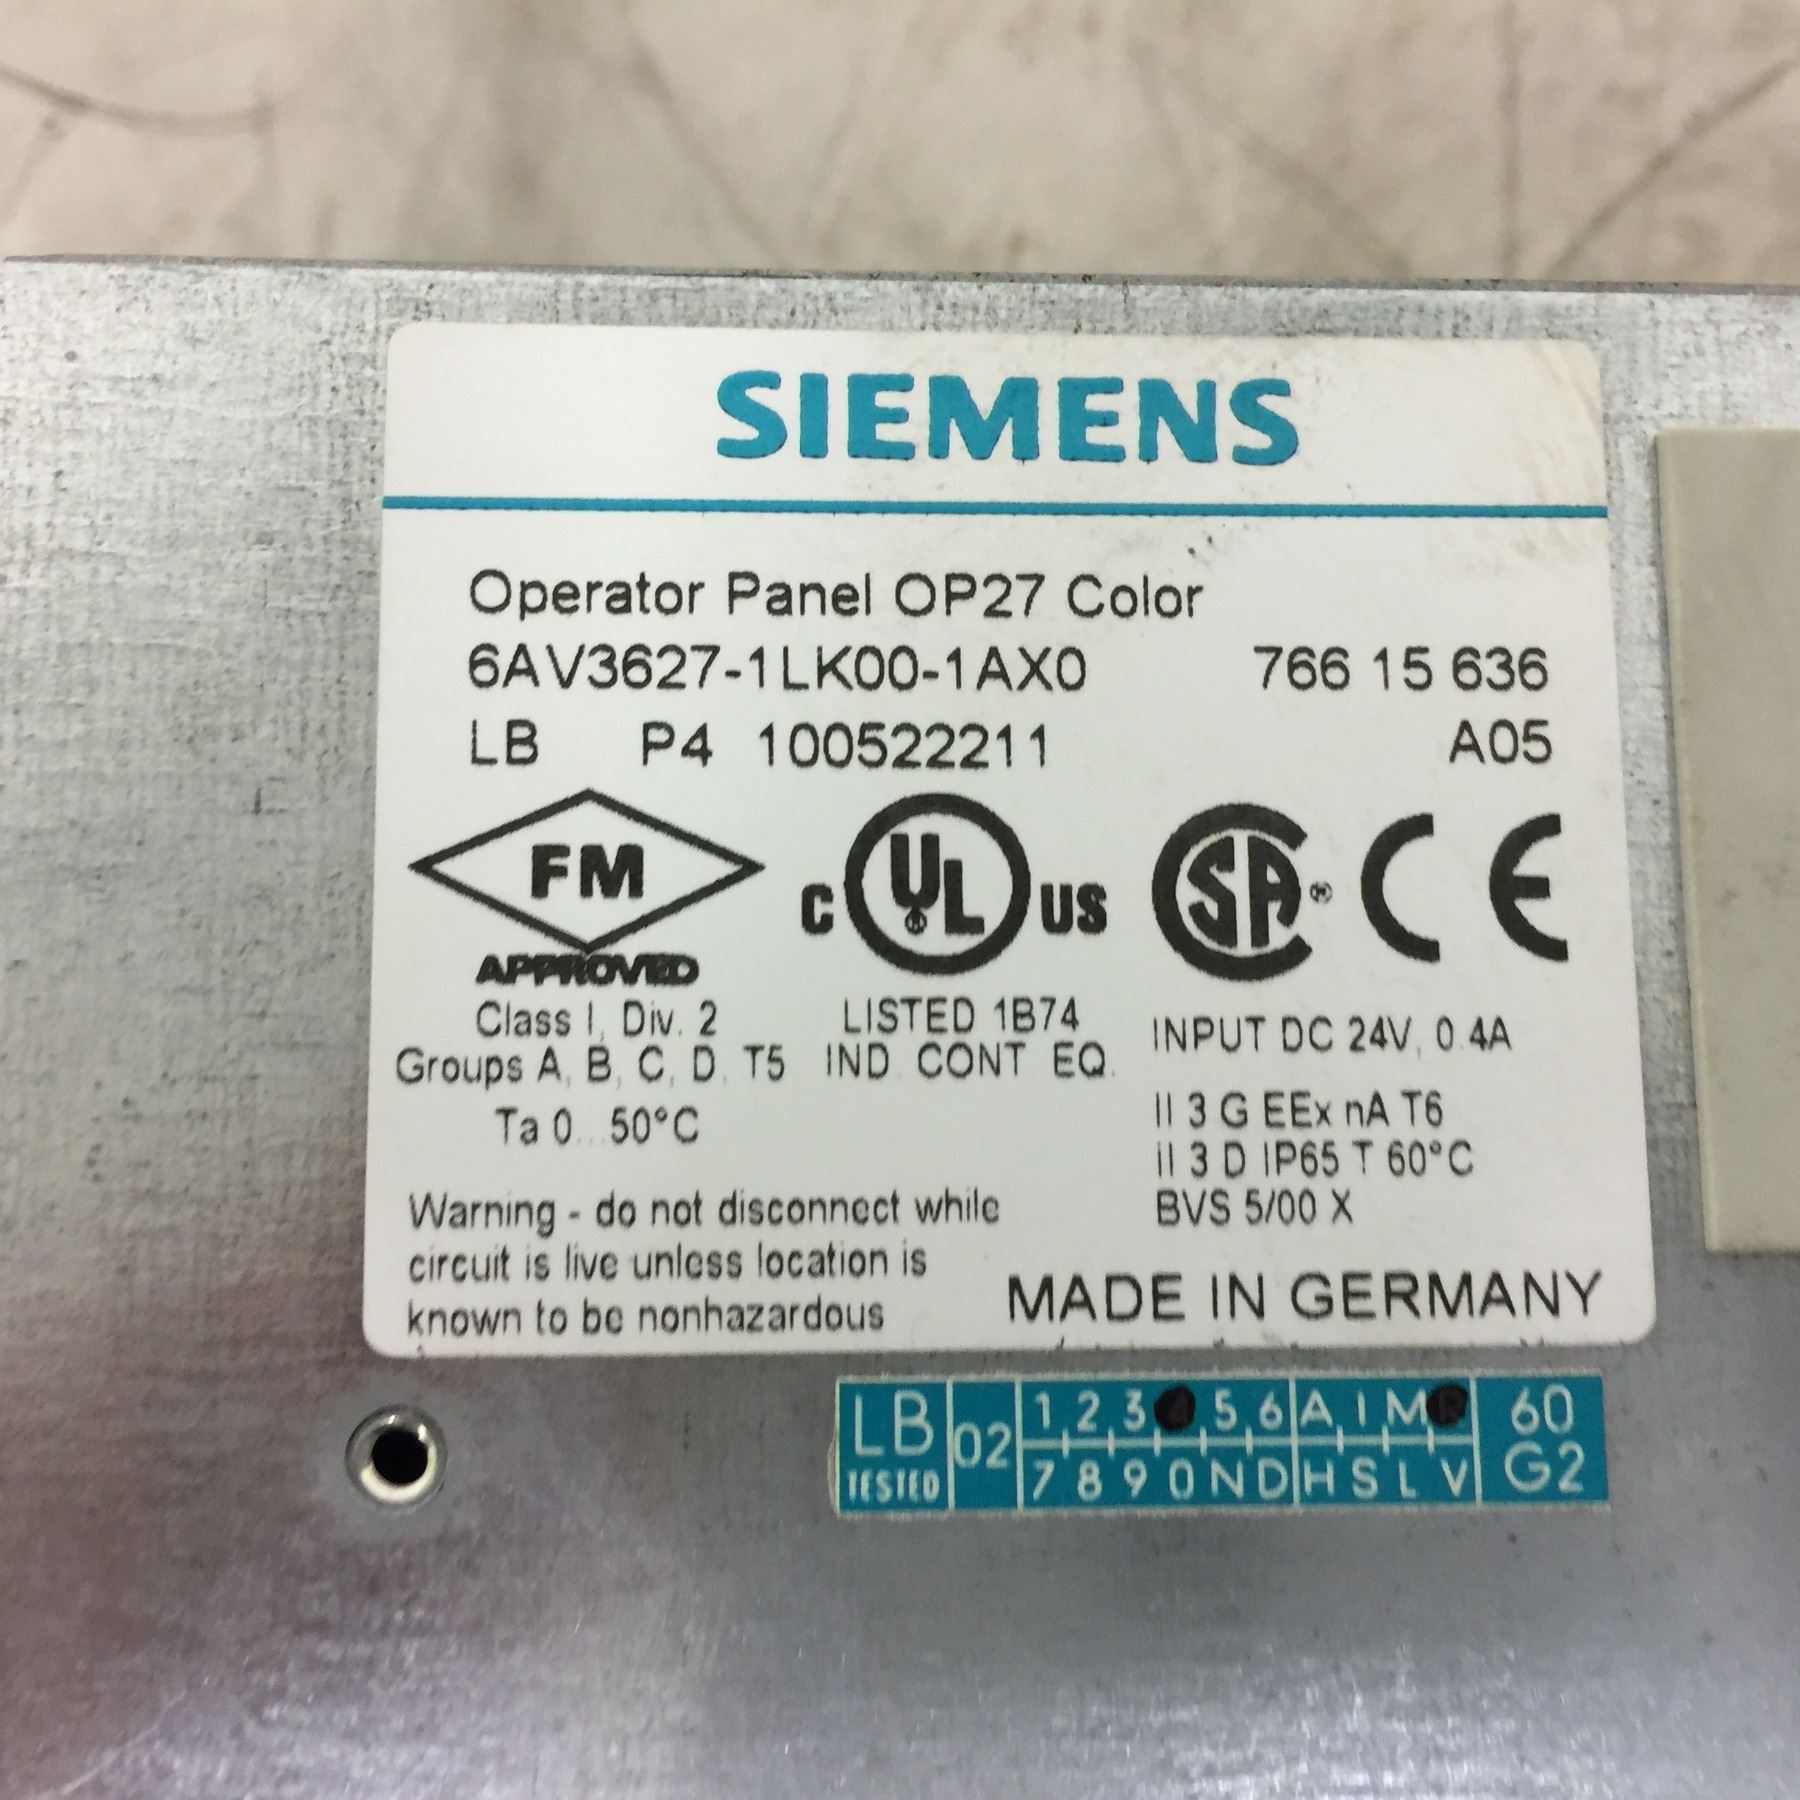 SIEMENS
Operator Panel OP27 Color
6AV3627-1LK00-1AX0 766 15 636
LB P4 100522211 A05
FM
APPROVED
C UL ® US
SA ®
CE
Class I, Div. 2
Groups A, B, C, D, T5
Ta 0...50°C
LISTED 1B74
IND. CONT. EQ.
INPUT DC 24V, 0.4A
II 3 G EEx nA T6
II 3 D IP65 T 60°C
BVS 5/00 X
Warning - do not disconnect while
circuit is live unless location is
known to be nonhazardous
MADE IN GERMANY
LB
TESTED
02
1 2 3 4 5 6 A I M R
7 8 9 0 N D H S L V
60
G2